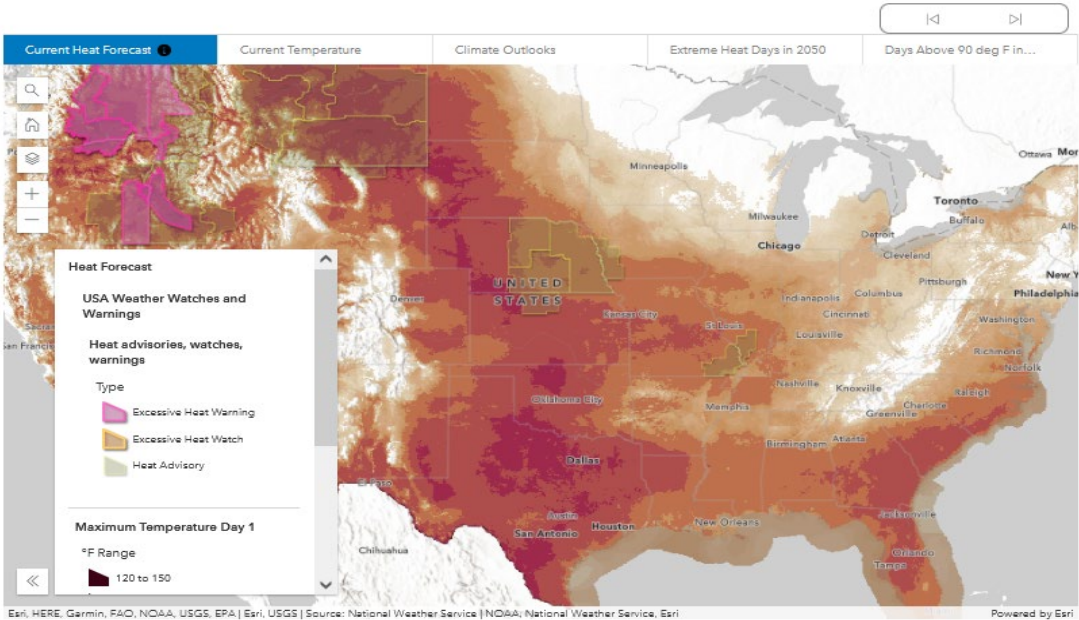 Current Heat Forecast
Current Temperature
Climate Outlooks
Extreme Heat Days in 2050
Days Above 90 deg F in...
Minneapolis
Ottawa
Mor
Toronto
Milwaukee
Buffalo
Alb
Detroit
Chicago
Cleveland
Heat Forecast
USA Weather Watches and
Warnings
Heat advisories, watches,
warnings
Type
Excessive Heat Warning
Excessive Heat Watch
Heat Advisory
Maximum Temperature Day 1
°F Range
120 to 150
UNITED
STATES
Pittsburgh
New Y
Philadelphia
Denver
Indianapolis
Columbus
Kansas City
Cincinnati
Washington
Sacra
St Louis
Louisville
San Francis
Richmond
Norfolk
Nashville
Knoxville
Raleigh
Oklahoma City
Memphis
Charlotte
Greenville
Birmingham
Atlanta
Dallas
El Paso
Austin
Houston
New Orleans
Jacksonville
San Antonio
Chihuahua
Orlando
Tampa
Esri, HERE, Garmin, FAO, NOAA, USGS, EPA | Esri, USGS | Source: National Weather Service | NOAA, National Weather Service, Esri
Powered by Esri